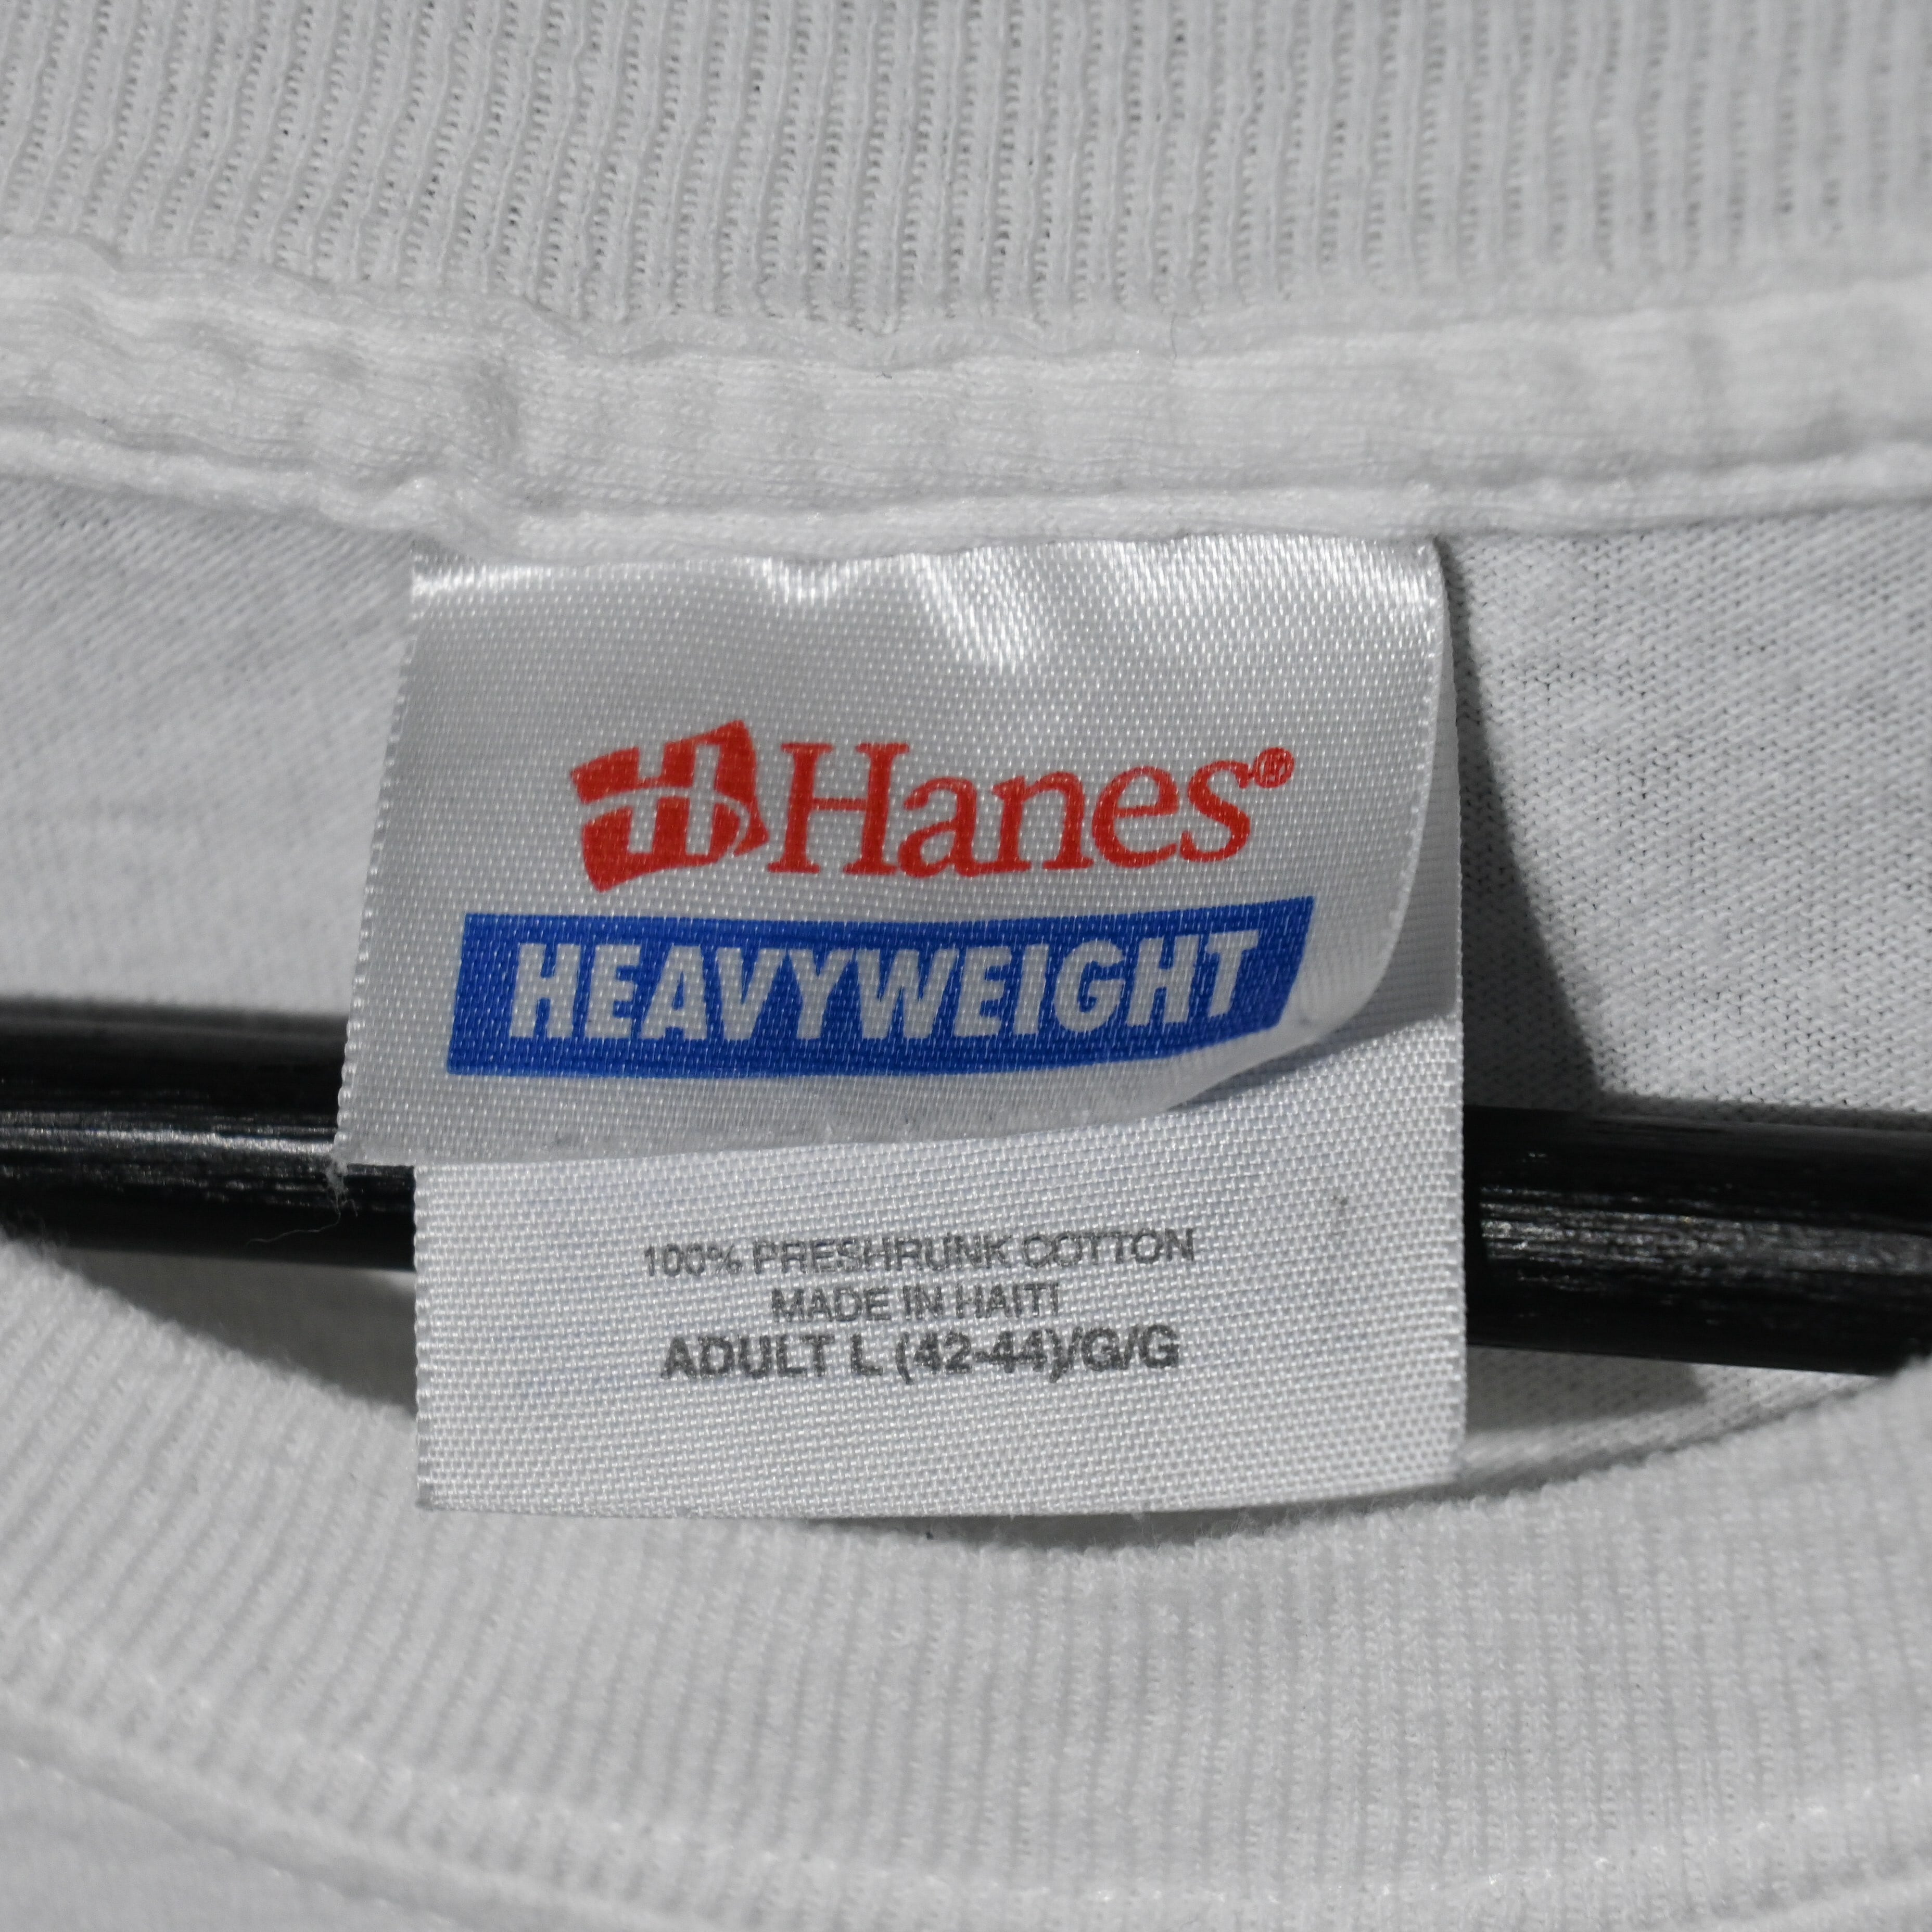 Hanes®
HEAVYWEIGHT
100% PRESHRUNK COTTON
MADE IN HAITI
ADULT L (42-44)/G/G